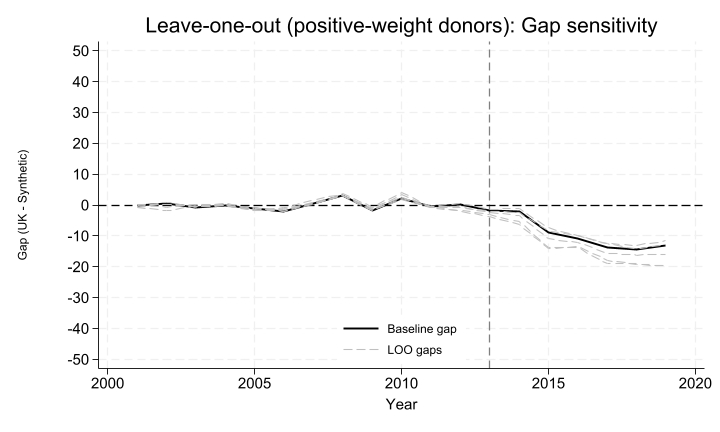 Leave-one-out (positive-weight donors): Gap sensitivity
50
40
30
20
10
0
-10
-20
-30
-40
-50
Gap (UK - Synthetic)
Baseline gap
LOO gaps
2000 2005 2010 2015 2020
Year